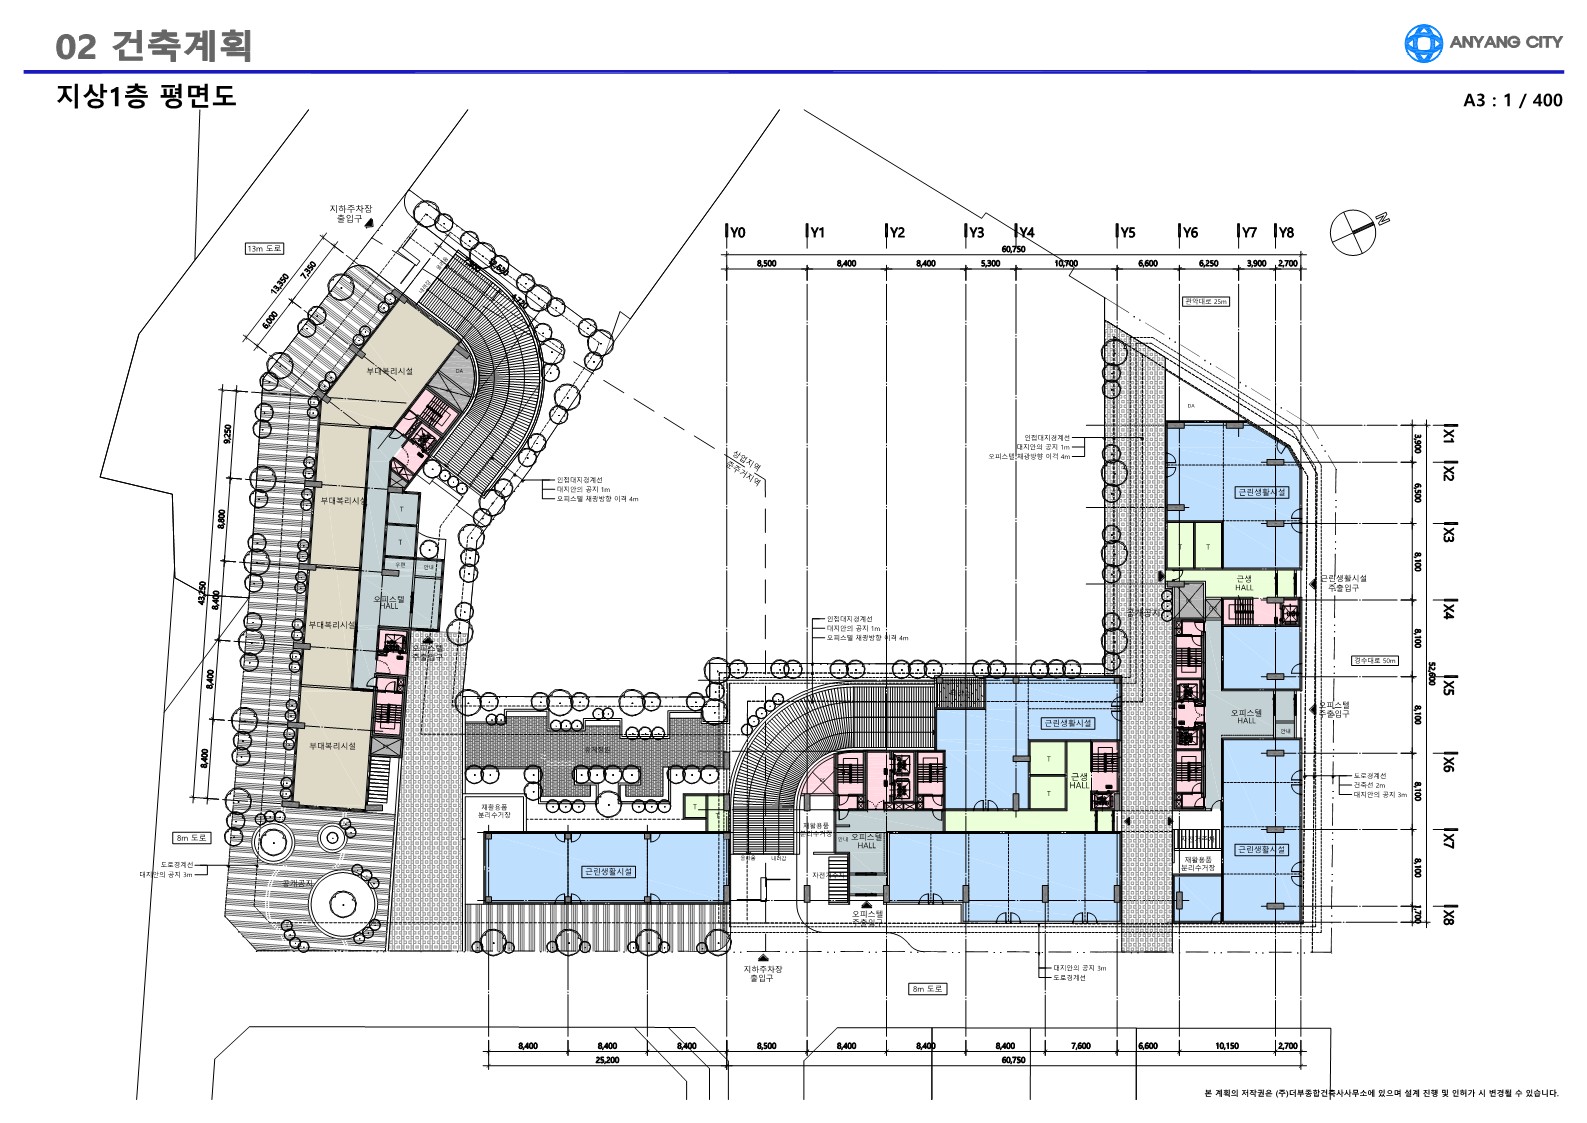 02 건축계획
ANYANG CITY
지상1층 평면도
A3 : 1 / 400
지하주차장
출입구
13m 도로
13,350
7,350
6,000
Y0
Y1
Y2
Y3
Y4
Y5
Y6
Y7
Y8
60,750
8,500
8,400
8,400
5,300
10,700
6,600
6,250
3,900
2,700
N
관악대로 25m
부대복리시설
DA
DA
상업지역
준주거지역
인접대지경계선
대지안의 공지 1m
오피스텔 채광방향 이격 4m
인접대지경계선
대지안의 공지 1m
오피스텔 채광방향 이격 4m
9,250
8,800
43,250
8,400
8,400
8,400
부대복리시설
T
T
우편
안내
오피스텔
HALL
부대복리시설
오피스텔
주출입구
부대복리시설
근린생활시설
T
T
근생
HALL
근린생활시설
주출입구
X1
X2
X3
X4
X5
X6
X7
X8
3,900
6,500
8,100
8,100
8,100
8,100
8,100
1,700
52,600
경수대로 50m
인접대지경계선
대지안의 공지 1m
오피스텔 채광방향 이격 4m
오피스텔
HALL
안내
오피스텔
주출입구
근린생활시설
T
T
근생
HALL
도로경계선
건축선 2m
대지안의 공지 3m
재활용품
분리수거장
T
재활용품
분리수거장
안내
오피스텔
HALL
내리감
8m 도로
도로경계선
대지안의 공지 3m
공개공지
근린생활시설
오피스텔
주출입구
재활용품
분리수거장
근린생활시설
지하주차장
출입구
대지안의 공지 3m
도로경계선
8m 도로
8,400
8,400
8,400
8,500
8,400
8,400
8,400
7,600
6,600
10,150
2,700
25,200
60,750
본 계획의 저작권은 (주)더부종합건축사사무소에 있으며 설계 진행 및 인허가 시 변경될 수 있습니다.